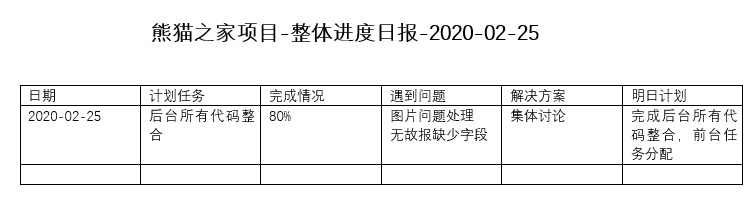 熊猫之家项目-整体进度日报-2020-02-25
日期 计划任务 完成情况 遇到问题 解决方案 明日计划
2020-02-25 后台所有代码整 80% 图片问题处理 集体讨论 完成后台所有代
合 无故报缺少字段 码整合，前台任
务分配